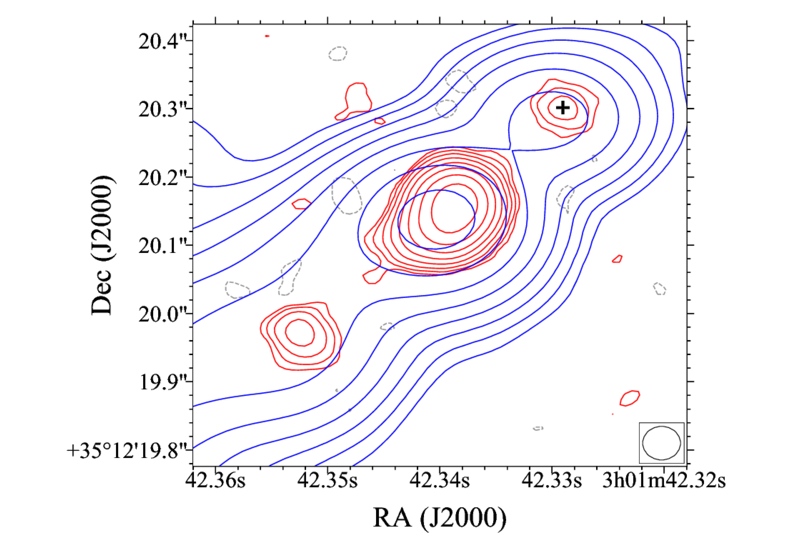 20.4"
20.3"
20.2"
20.1"
20.0"
19.9"
+35°12'19.8"
Dec (J2000)
42.36s 42.35s 42.34s 42.33s 3h01m42.32s
RA (J2000)